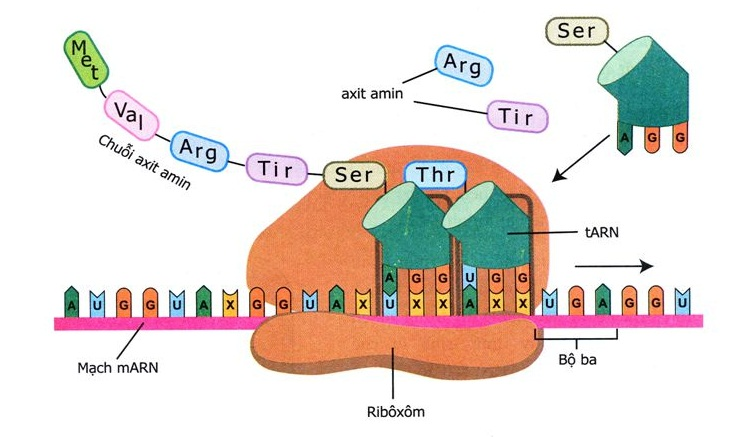 Ser
Met
Arg
axit amin
Val
Tir
A G G
Chuỗi axit amin
Arg
Tir
Ser
Thr
tARN
A G G U G G
A U G G U A X G G U A X U X X A X X U G A G G U
Mạch mARN
Bộ ba
Ribôxôm